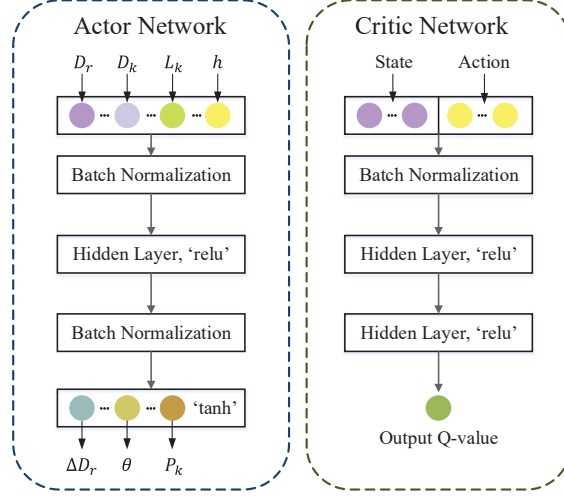 Actor Network
D_r D_k L_k h
... ... ...
Batch Normalization
Hidden Layer, ‘relu’
Batch Normalization
... ... ‘tanh’
ΔD_r θ P_k
Critic Network
State Action
... ...
Batch Normalization
Hidden Layer, ‘relu’
Hidden Layer, ‘relu’
Output Q-value